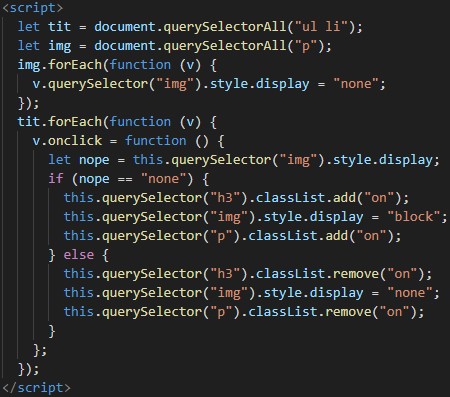 <script>
  let tit = document.querySelectorAll("ul li");
  let img = document.querySelectorAll("p");
  img.forEach(function (v) {
    v.querySelector("img").style.display = "none";
  });
  tit.forEach(function (v) {
    v.onclick = function () {
      let nope = this.querySelector("img").style.display;
      if (nope == "none") {
        this.querySelector("h3").classList.add("on");
        this.querySelector("img").style.display = "block";
        this.querySelector("p").classList.add("on");
      } else {
        this.querySelector("h3").classList.remove("on");
        this.querySelector("img").style.display = "none";
        this.querySelector("p").classList.remove("on");
      }
    };
  });
</script>